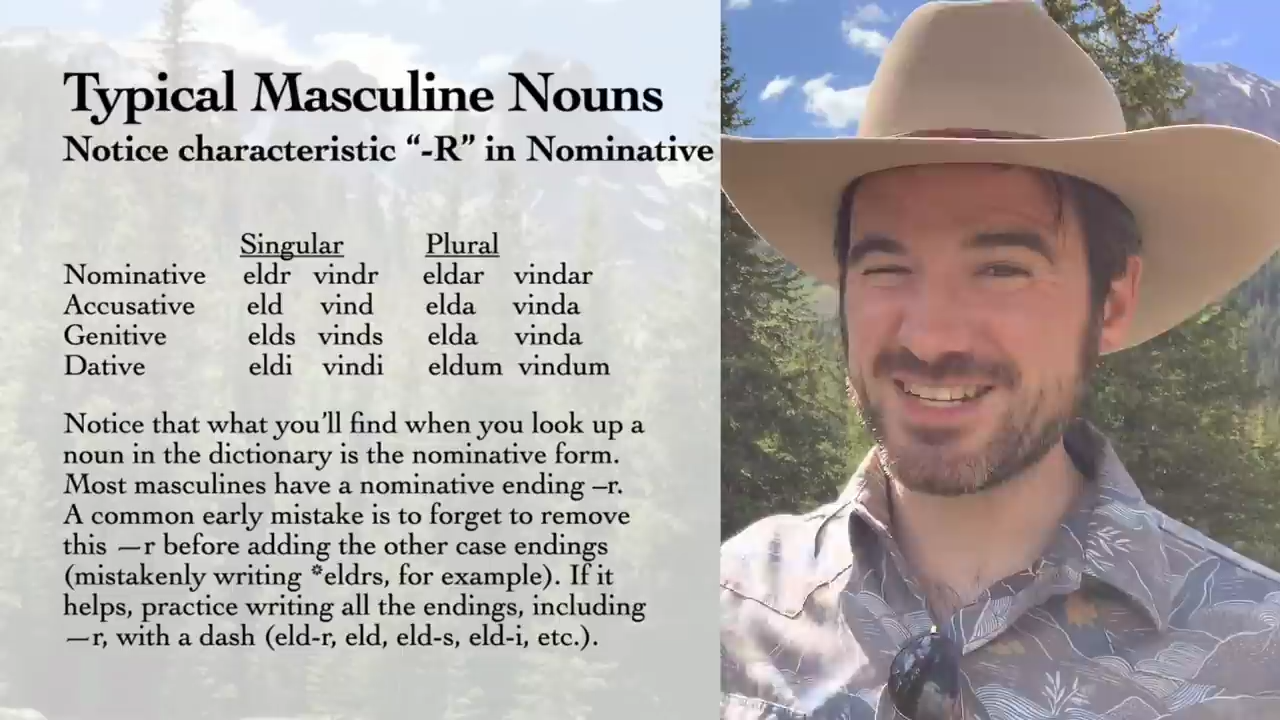 Typical Masculine Nouns
Notice characteristic “-R” in Nominative
Singular Plural
Nominative eldr vindr eldar vindar
Accusative eld vind elda vinda
Genitive elds vinds elda vinda
Dative eldi vindi eldum vindum
Notice that what you’ll find when you look up a
noun in the dictionary is the nominative form.
Most masculines have a nominative ending –r.
A common early mistake is to forget to remove
this —r before adding the other case endings
(mistakenly writing *eldrs, for example). If it
helps, practice writing all the endings, including
—r, with a dash (eld-r, eld, eld-s, eld-i, etc.).